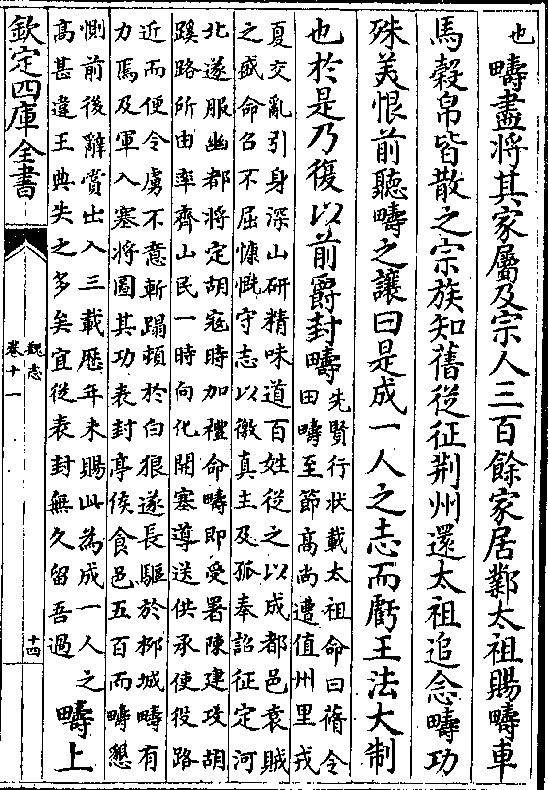 也疇盡將其家屬及宗人三百餘家居鄴太祖賜疇車
馬榖帛皆散之宗族知舊從征荆州還太祖追念疇功
殊羙恨前聽疇之讓曰是成一人之志而虧王法大制
也於是乃復以前爵封疇
先賢行狀載太祖命曰蓨令
田疇至節髙尚遭值州里戎
夏交亂引身深山研精味道百姓從之以成都邑袁賊
之盛命召不屈慷慨守志以徼真主及孤奉詔征定河
北遂服幽都將定胡寇時加禮命疇即受署陳建攻胡
蹊路所由率齊山民一時向化開塞導送供承使役路
近而便令虜不意斬蹋頓於白狼遂長驅於栁城疇有
力焉及軍入塞將圖其功表封亭侯食邑五百而疇懇
惻前後辭賞出入三載歴年未賜此為成一人之
髙甚違王典失之多矣宜從表封無久留吾過
疇上
欽定四庫全書
魏志
卷十一
十四